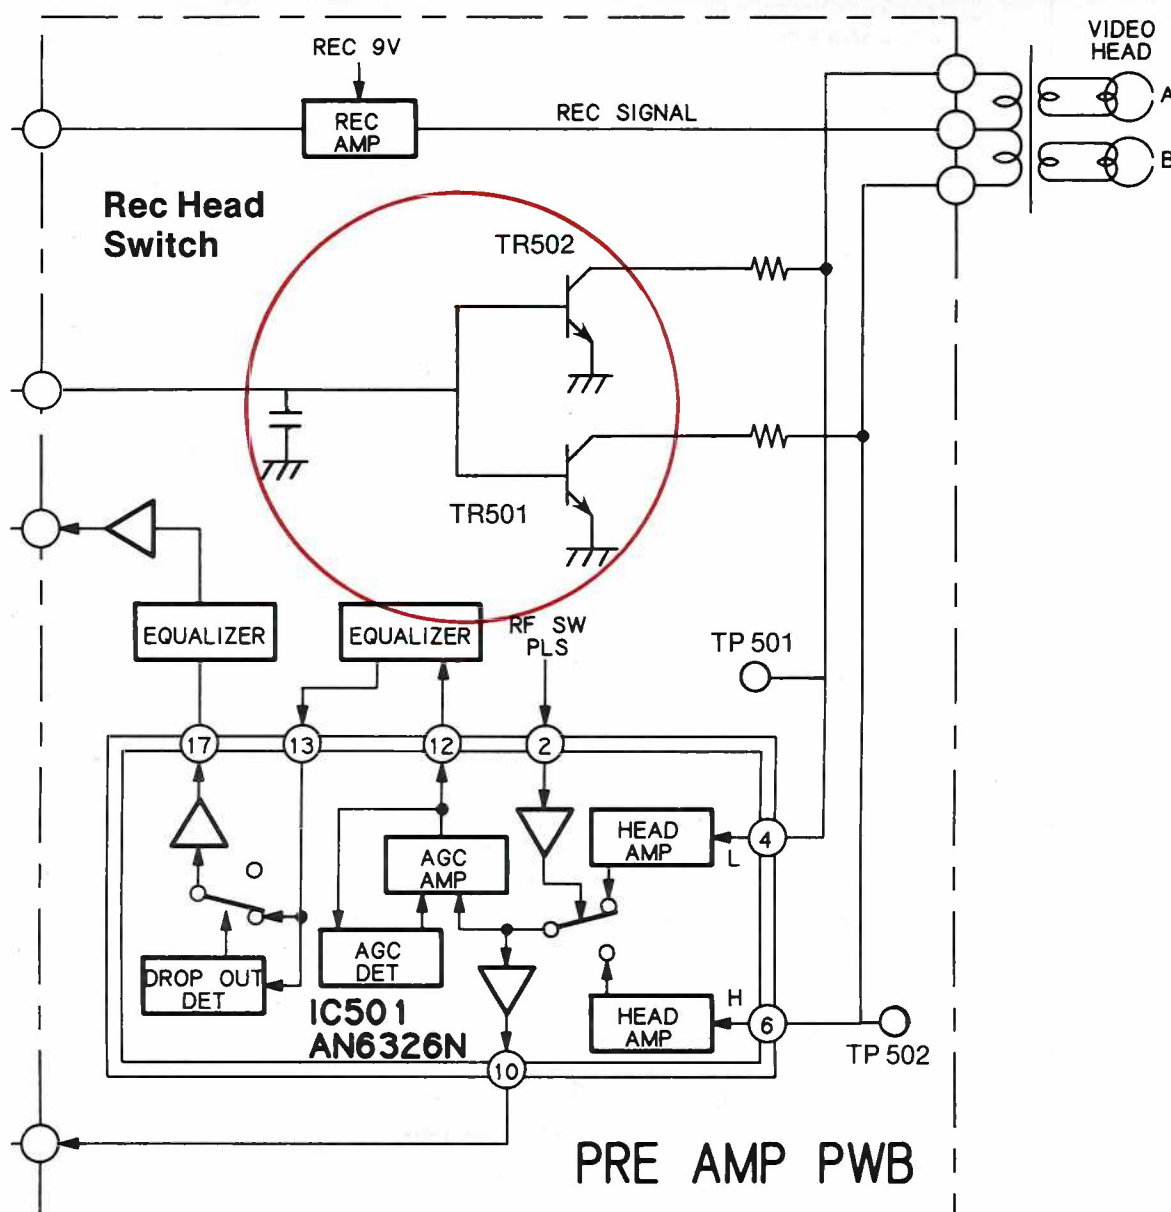 VIDEO
HEAD
REC 9V
REC
AMP
REC SIGNAL
A
B
Rec Head
Switch
TR502
TR501
EQUALIZER
EQUALIZER
RF SW
PLS
TP 501
17
13
12
2
HEAD
AMP
4
L
AGC
AMP
AGC
DET
DROP OUT
DET
IC501
AN6326N
H
HEAD
AMP
6
TP 502
10
PRE AMP PWB